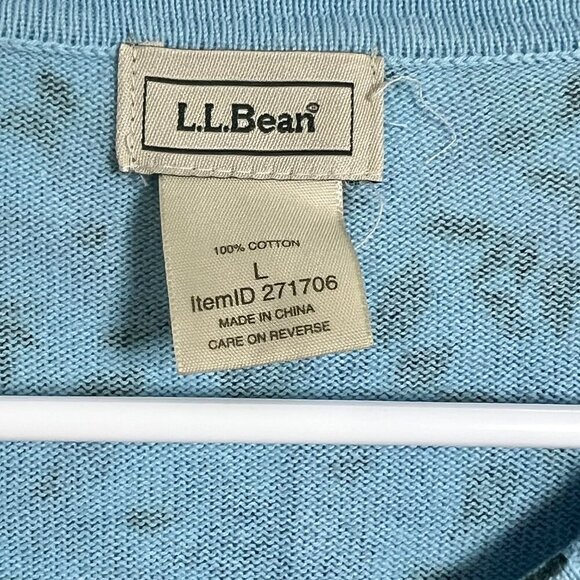 L.L.Bean®
100% COTTON
L
ItemID 271706
MADE IN CHINA
CARE ON REVERSE